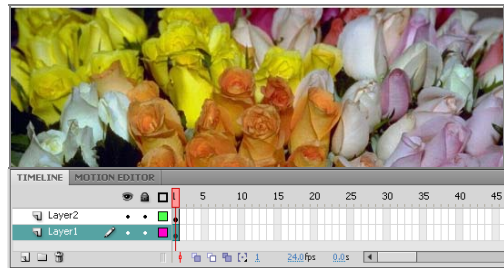 TIMELINE MOTION EDITOR
1 5 10 15 20 25 30 35 40 45
Layer2
Layer1
1 24.0fps 0.0s